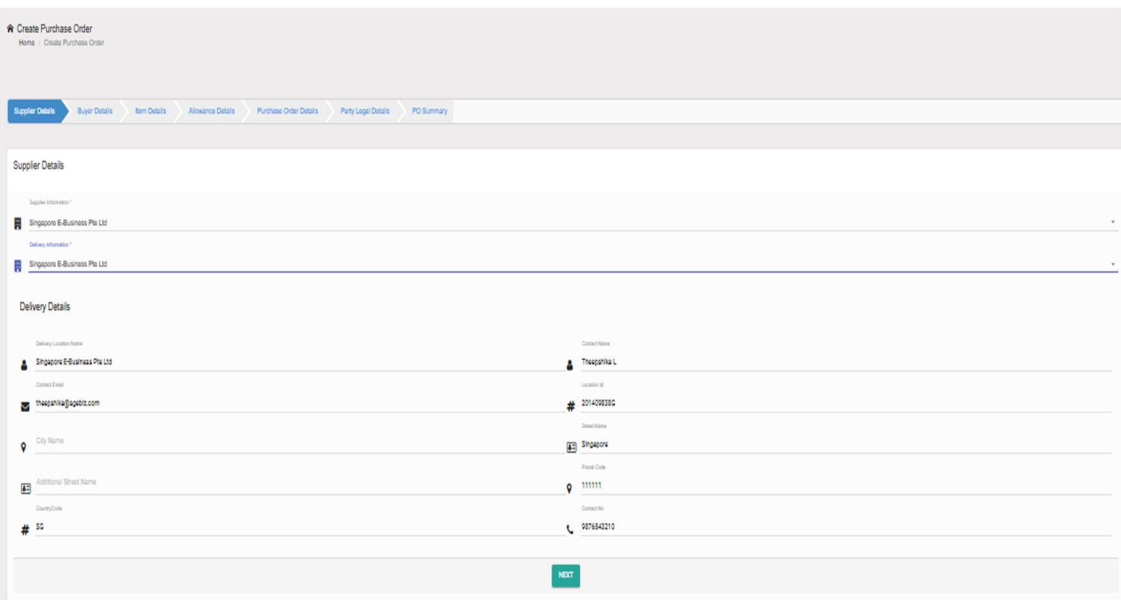 Create Purchase Order
Home | Create Purchase Order
Supplier Details Buyer Details Item Details Allowance Details Purchase Order Details Party Legal Details PO Summary
Supplier Details
Supplier Information *
Singapore E-Business Pte Ltd
Delivery Information *
Singapore E-Business Pte Ltd
Delivery Details
Delivery Location Name Contact Name
Singapore E-Business Pte Ltd Theepshika L
Contact Email Location Id
theepshika@sgebiz.com 201409838G
Street Name
City Name Singapore
Postal Code
Additional Street Name 111111
CountryCode Contact No
SG 9876543210
NEXT